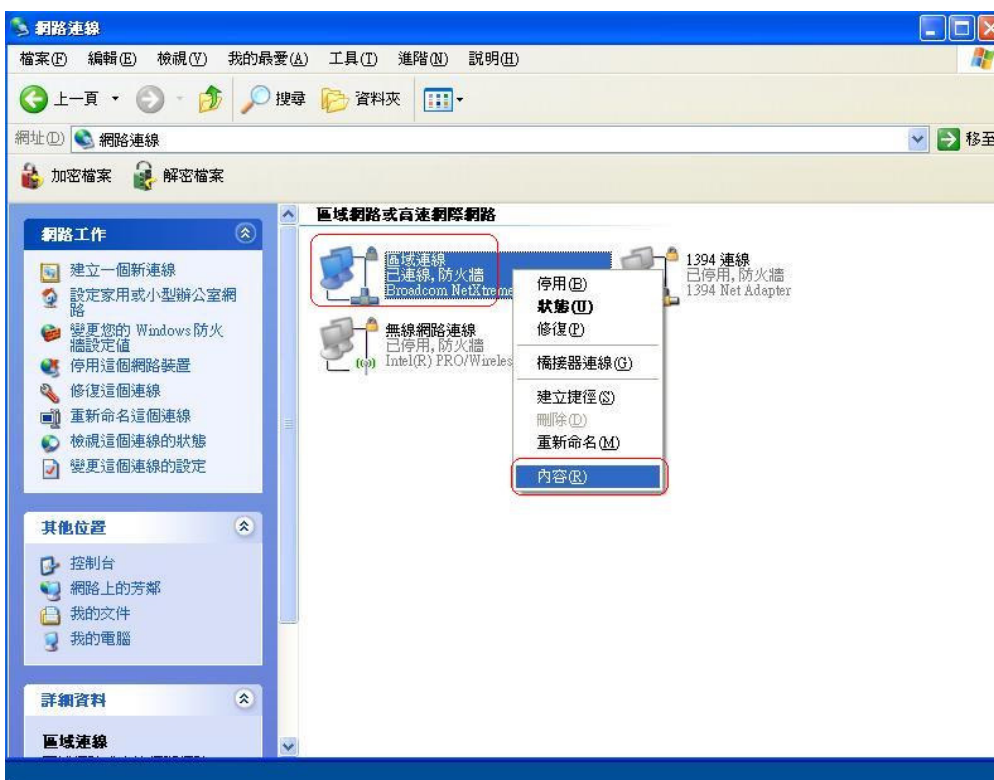 網路連線
檔案(F) 編輯(E) 檢視(V) 我的最愛(A) 工具(T) 進階(N) 說明(H)
上一頁 搜尋 資料夾
網址(D) 網路連線 移至
加密檔案 解密檔案
網路工作
建立一個新連線
設定家用或小型辦公室網
路
變更您的 Windows 防火
牆設定值
停用這個網路裝置
修復這個連線
重新命名這個連線
檢視這個連線的狀態
變更這個連線的設定
其他位置
控制台
網路上的芳鄰
我的文件
我的電腦
詳細資料
區域連線
區域網路或高速網際網路
區域連線
已連線, 防火牆
Broadcom NetXtreme
1394 連線
已停用, 防火牆
1394 Net Adapter
無線網路連線
已停用, 防火牆
Intel(R) PRO/Wireles
停用(B)
狀態(U)
修復(P)
橋接器連線(G)
建立捷徑(S)
刪除(D)
重新命名(M)
內容(R)